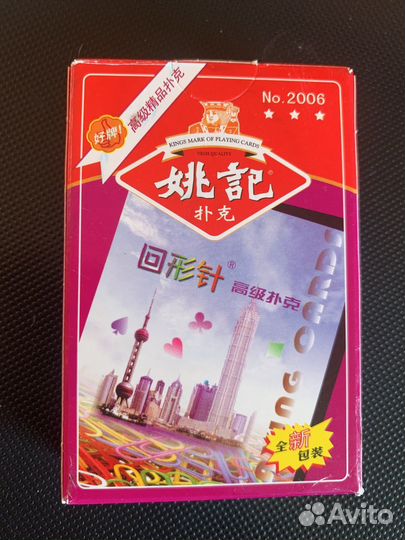 好牌!
高級精品扑克
No.2006
KINGS MARK OF PLAYING CARDS
HIGH QUALITY
姚記®
扑克
回形针®
高级扑克
全新
包装
Avito